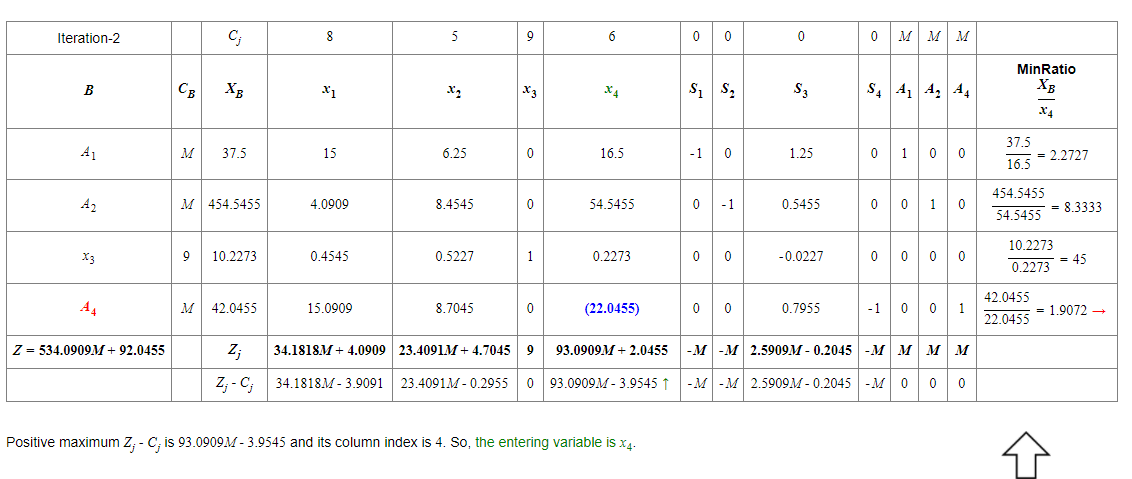 Iteration-2 Cj 8 5 9 6 0 0 0 0 M M M
B CB XB x1 x2 x3 x4 S1 S2 S3 S4 A1 A2 A4 MinRatio XB/x4
A1 M 37.5 15 6.25 0 16.5 -1 0 1.25 0 1 0 0 37.5/16.5 = 2.2727
A2 M 454.5455 4.0909 8.4545 0 54.5455 0 -1 0.5455 0 0 1 0 454.5455/54.5455 = 8.3333
x3 9 10.2273 0.4545 0.5227 1 0.2273 0 0 -0.0227 0 0 0 0 10.2273/0.2273 = 45
A4 M 42.0455 15.0909 8.7045 0 (22.0455) 0 0 0.7955 -1 0 0 1 42.0455/22.0455 = 1.9072 →
Z = 534.0909M + 92.0455 Zj 34.1818M + 4.0909 23.4091M + 4.7045 9 93.0909M + 2.0455 -M -M 2.5909M - 0.2045 -M M M M
Zj - Cj 34.1818M - 3.9091 23.4091M - 0.2955 0 93.0909M - 3.9545 ↑ -M -M 2.5909M - 0.2045 -M 0 0 0
Positive maximum Zj - Cj is 93.0909M - 3.9545 and its column index is 4. So, the entering variable is x4.